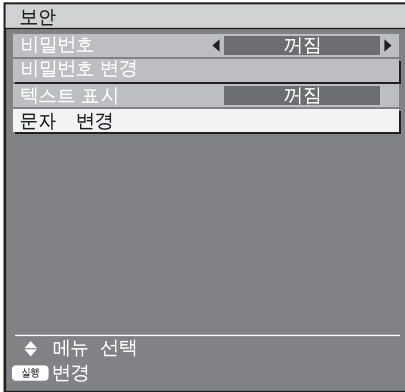 보안
비밀번호 꺼짐
비밀번호 변경
텍스트 표시 꺼짐
문자 변경
메뉴 선택
실행 변경